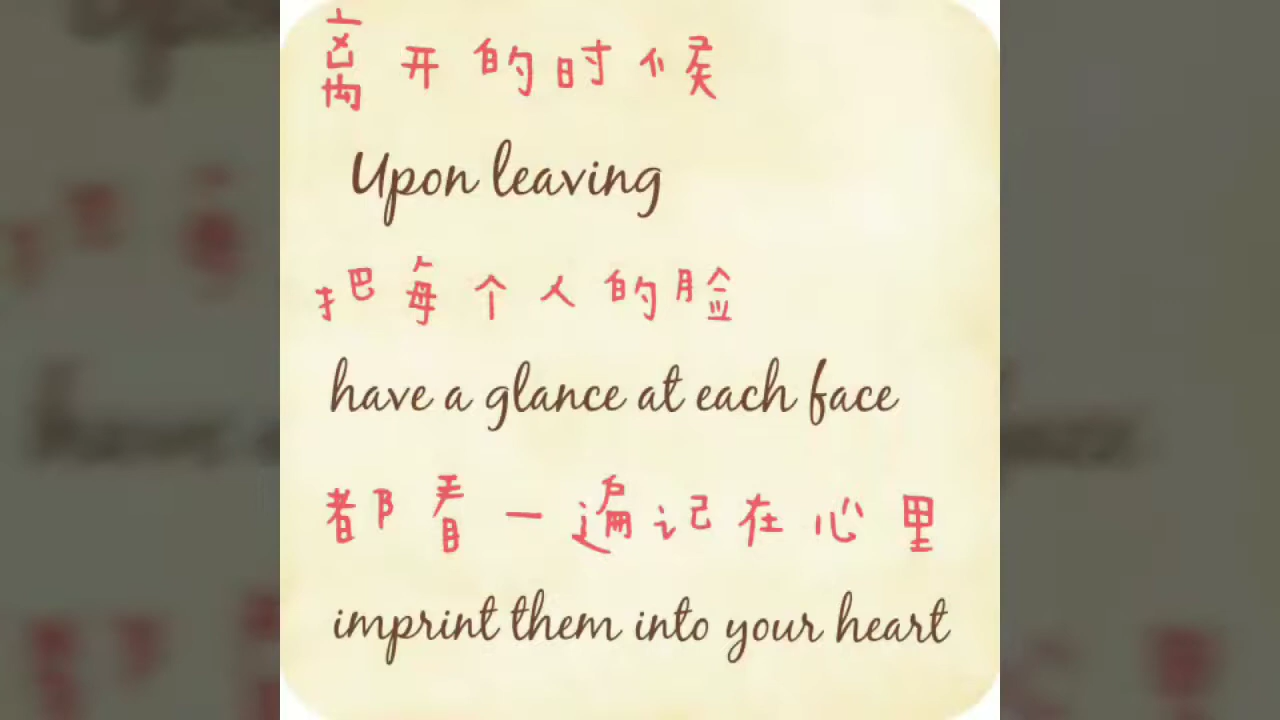 离开的时候
Upon leaving
把每个人的脸
have a glance at each face
都看一遍记在心里
imprint them into your heart